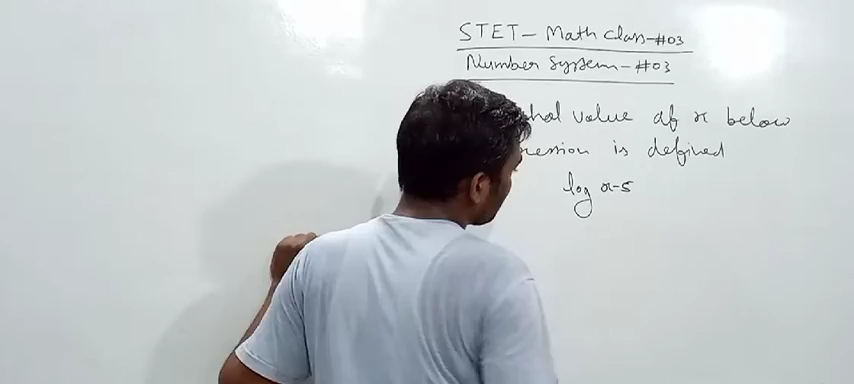 STET - Math Class - #03
Number System - #03
value of x below
is defined
log x-5